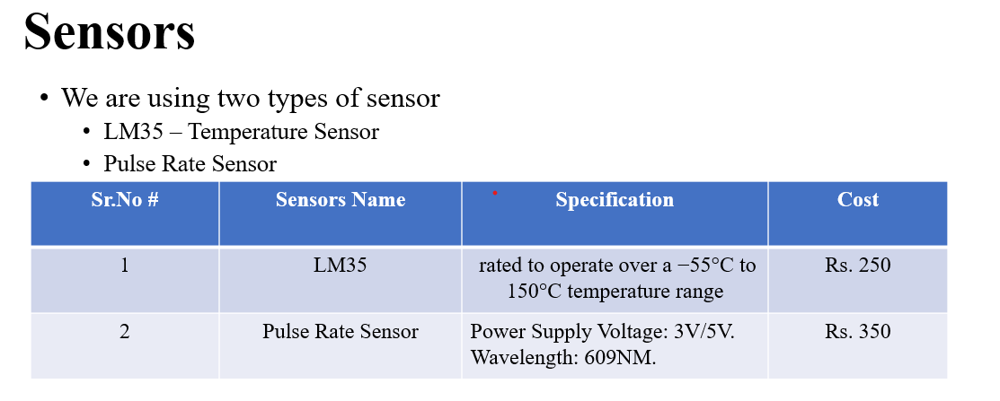 Sensors
• We are using two types of sensor
• LM35 – Temperature Sensor
• Pulse Rate Sensor
Sr.No # Sensors Name Specification Cost
1 LM35 rated to operate over a −55°C to 150°C temperature range Rs. 250
2 Pulse Rate Sensor Power Supply Voltage: 3V/5V. Wavelength: 609NM. Rs. 350